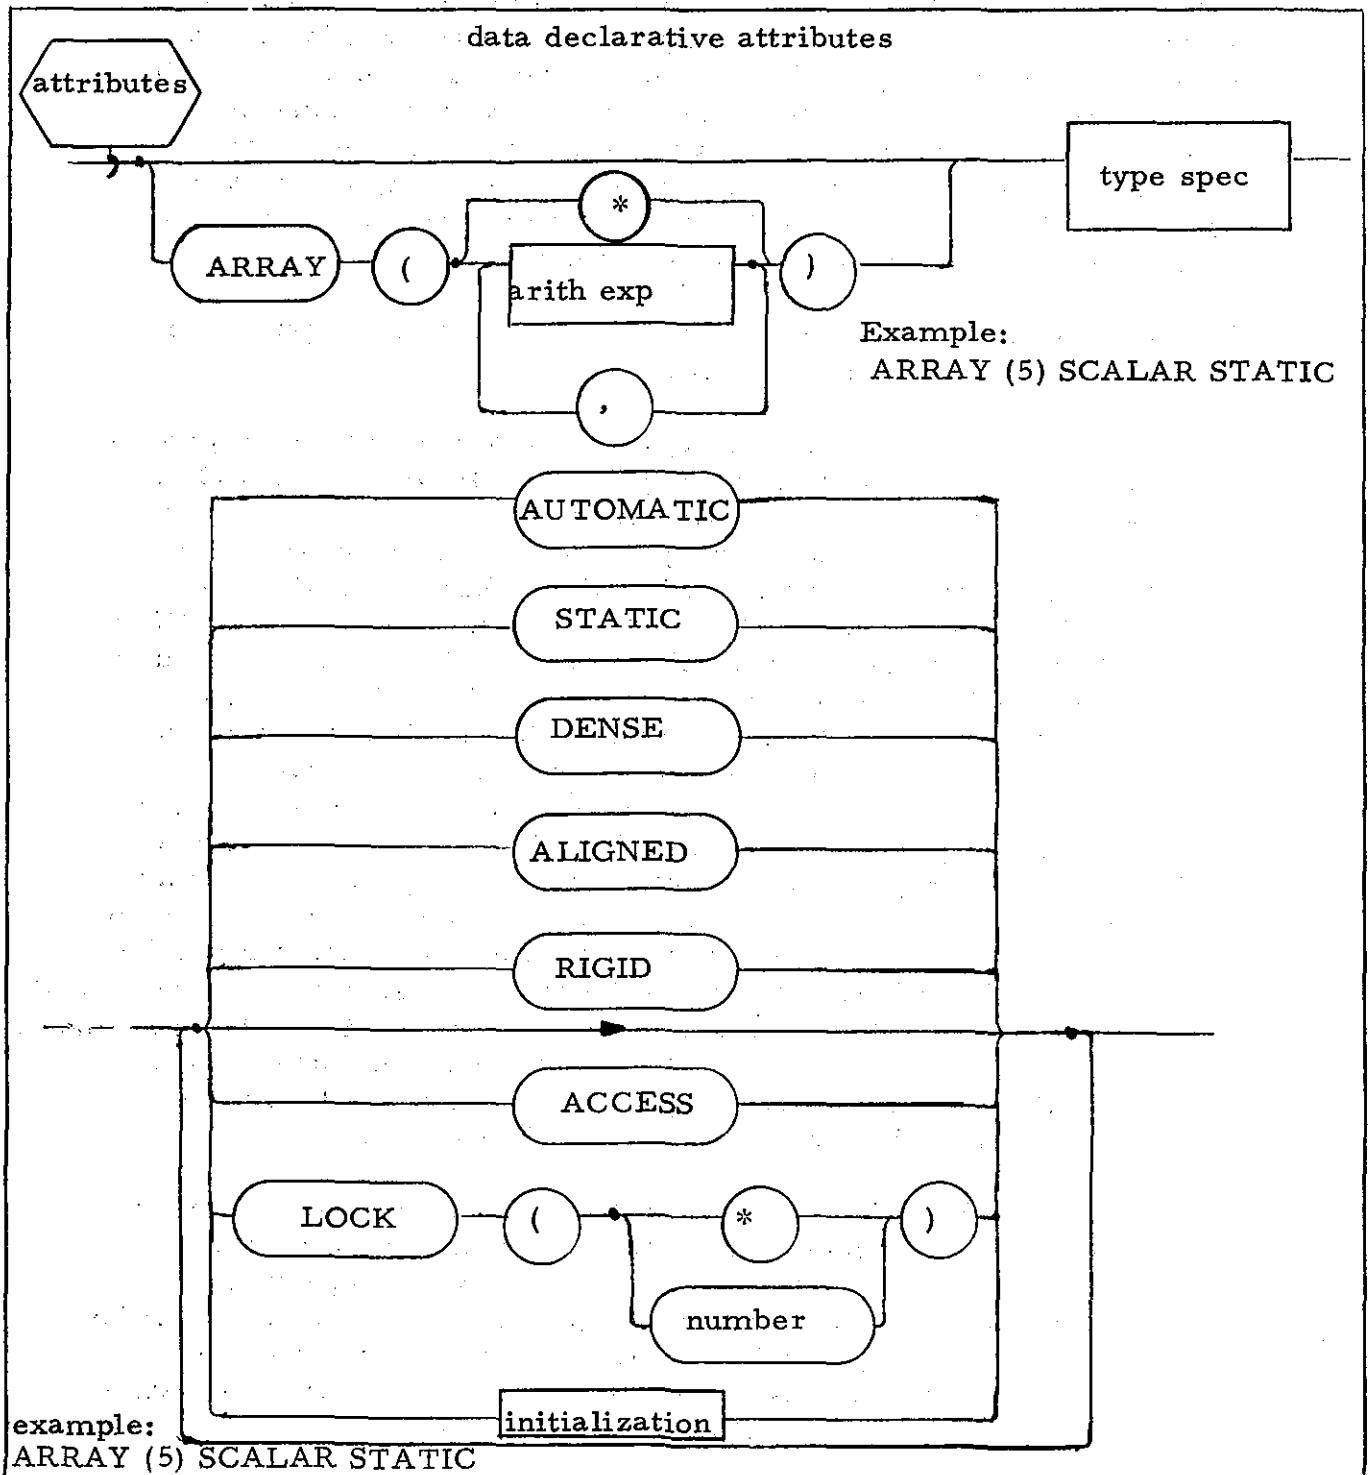 data declarative attributes
attributes
type spec
*
ARRAY (
arith exp
)
,
Example:
ARRAY (5) SCALAR STATIC
AUTOMATIC
STATIC
DENSE
ALIGNED
RIGID
ACCESS
LOCK ( * )
number
initialization
example:
ARRAY (5) SCALAR STATIC